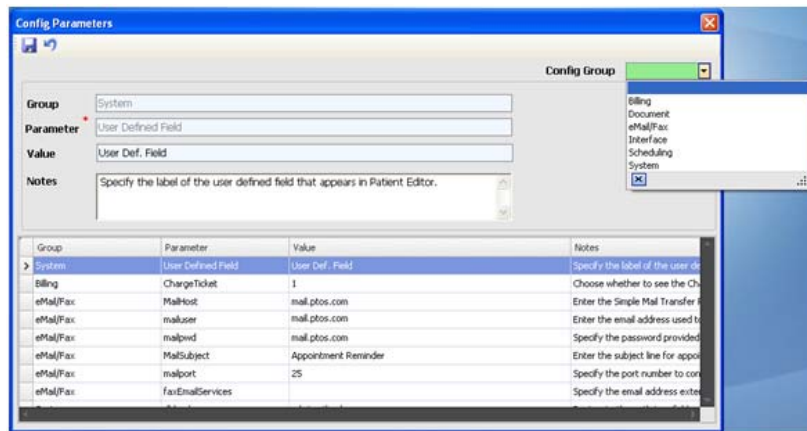 Config Parameters
Config Group
Billing
Document
eMail/Fax
Interface
Scheduling
System
Group System
Parameter * User Defined Field
Value User Def. Field
Notes Specify the label of the user defined field that appears in Patient Editor.
Group Parameter Value Notes
System User Defined Field User Def. Field Specify the label of the user de
Billing ChargeTicket 1 Choose whether to see the Ch
eMail/Fax MailHost mail.ptos.com Enter the Simple Mail Transfer
eMail/Fax mailuser mail.ptos.com Enter the email address used to
eMail/Fax mailpwd mail.ptos.com Specify the password provided
eMail/Fax MailSubject Appointment Reminder Enter the subject line for appoi
eMail/Fax mailport 25 Specify the port number to con
eMail/Fax faxEmailServices Specify the email address exte